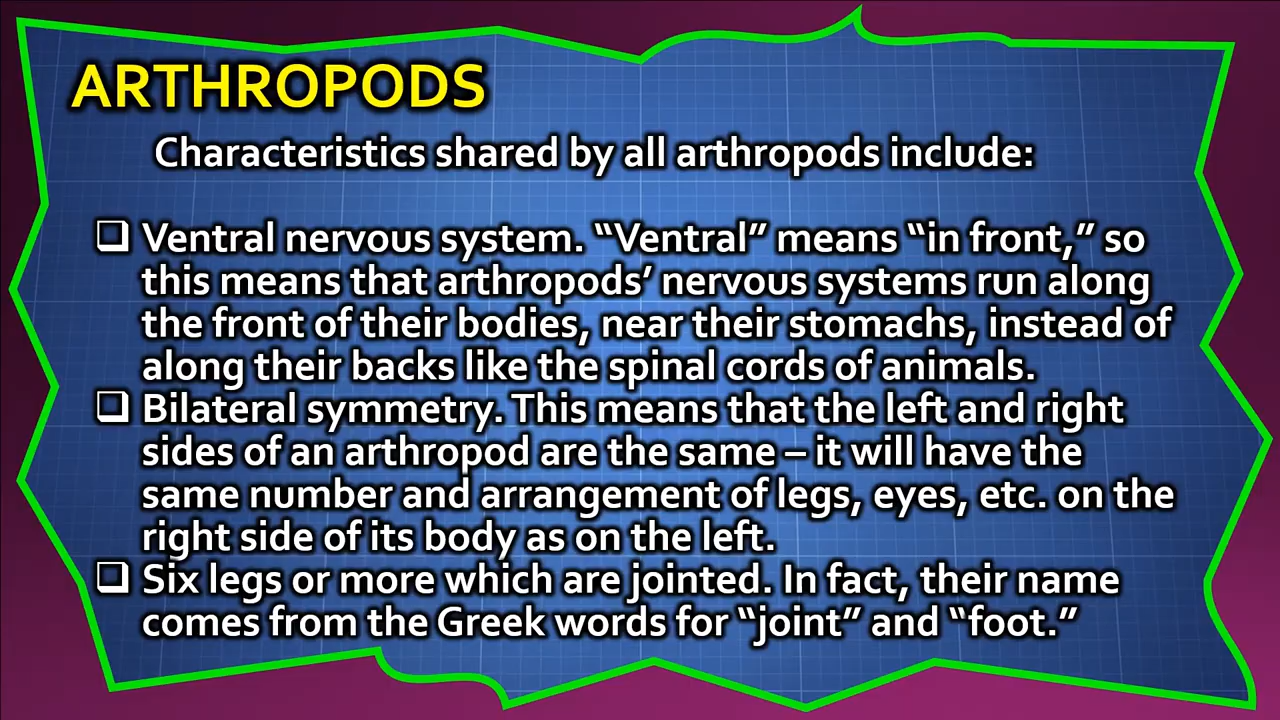 ARTHROPODS
Characteristics shared by all arthropods include:
❑ Ventral nervous system. “Ventral” means “in front,” so
this means that arthropods’ nervous systems run along
the front of their bodies, near their stomachs, instead of
along their backs like the spinal cords of animals.
❑ Bilateral symmetry. This means that the left and right
sides of an arthropod are the same – it will have the
same number and arrangement of legs, eyes, etc. on the
right side of its body as on the left.
❑ Six legs or more which are jointed. In fact, their name
comes from the Greek words for “joint” and “foot.”